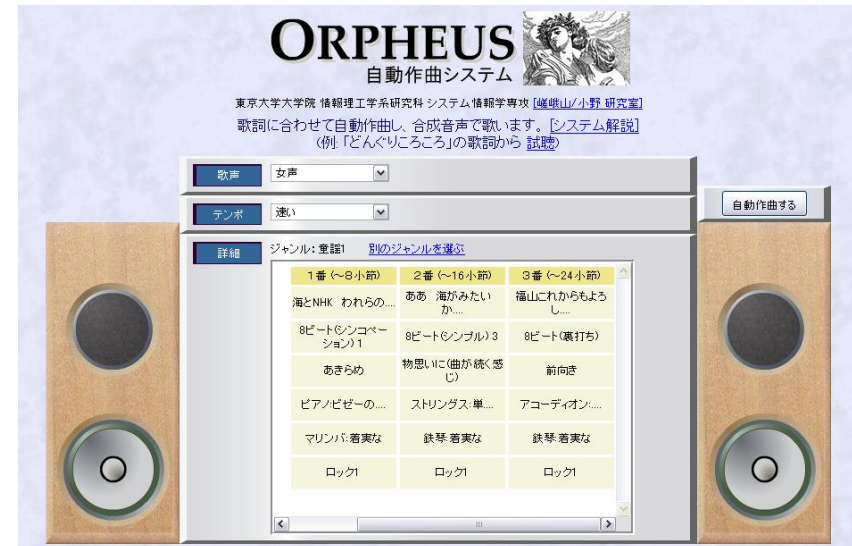 ORPHEUS
自動作曲システム
東京大学大学院 情報理工学系研究科 システム情報学専攻 [嵯峨山/小野 研究室]
歌詞に合わせて自動作曲し、合成音声で歌います。[システム解説]
(例:「どんぐりころころ」の歌詞から 試聴)
歌声 女声
テンポ 速い
自動作曲する
詳細 ジャンル:童謡1 別のジャンルを選ぶ
1番(～8小節) 2番(～16小節) 3番(～24小節)
海とNHK われらの.... ああ 海がみたい
か.... 福山これからもよろ
し....
8ビート(シンコペー
ション)1 8ビート(シンプル)3 8ビート(裏打ち)
あきらめ 物思いに(曲が続く感
じ) 前向き
ピアノ:ビゼーの.... ストリングス:単.... アコーディオン:....
マリンバ:着実な 鉄琴:着実な 鉄琴:着実な
ロック1 ロック1 ロック1